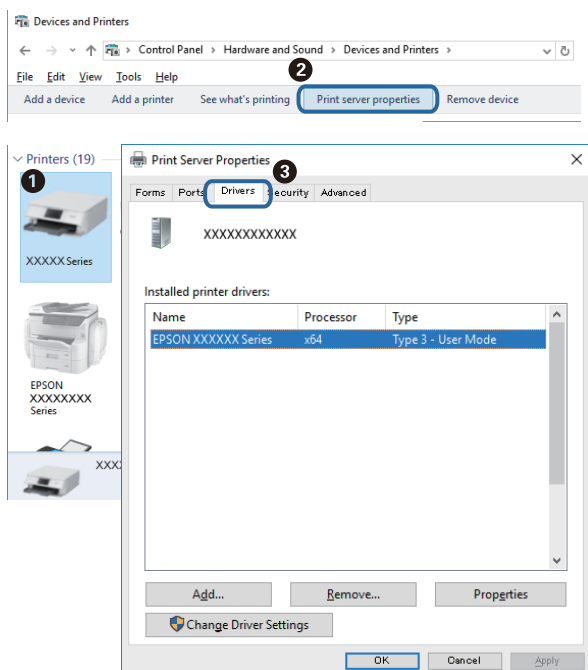 Devices and Printers
Control Panel > Hardware and Sound > Devices and Printers >
2
File Edit View Tools Help
Add a device Add a printer See what's printing Print server properties Remove device
Printers (19)
1
XXXXX Series
EPSON
XXXXXXXX
Series
XXX
Print Server Properties
3
Forms Ports Drivers ecurity Advanced
XXXXXXXXXXXX
Installed printer drivers:
Name Processor Type
EPSON XXXXXX Series x64 Type 3 - User Mode
Add... Remove... Properties
Change Driver Settings
OK Cancel Apply